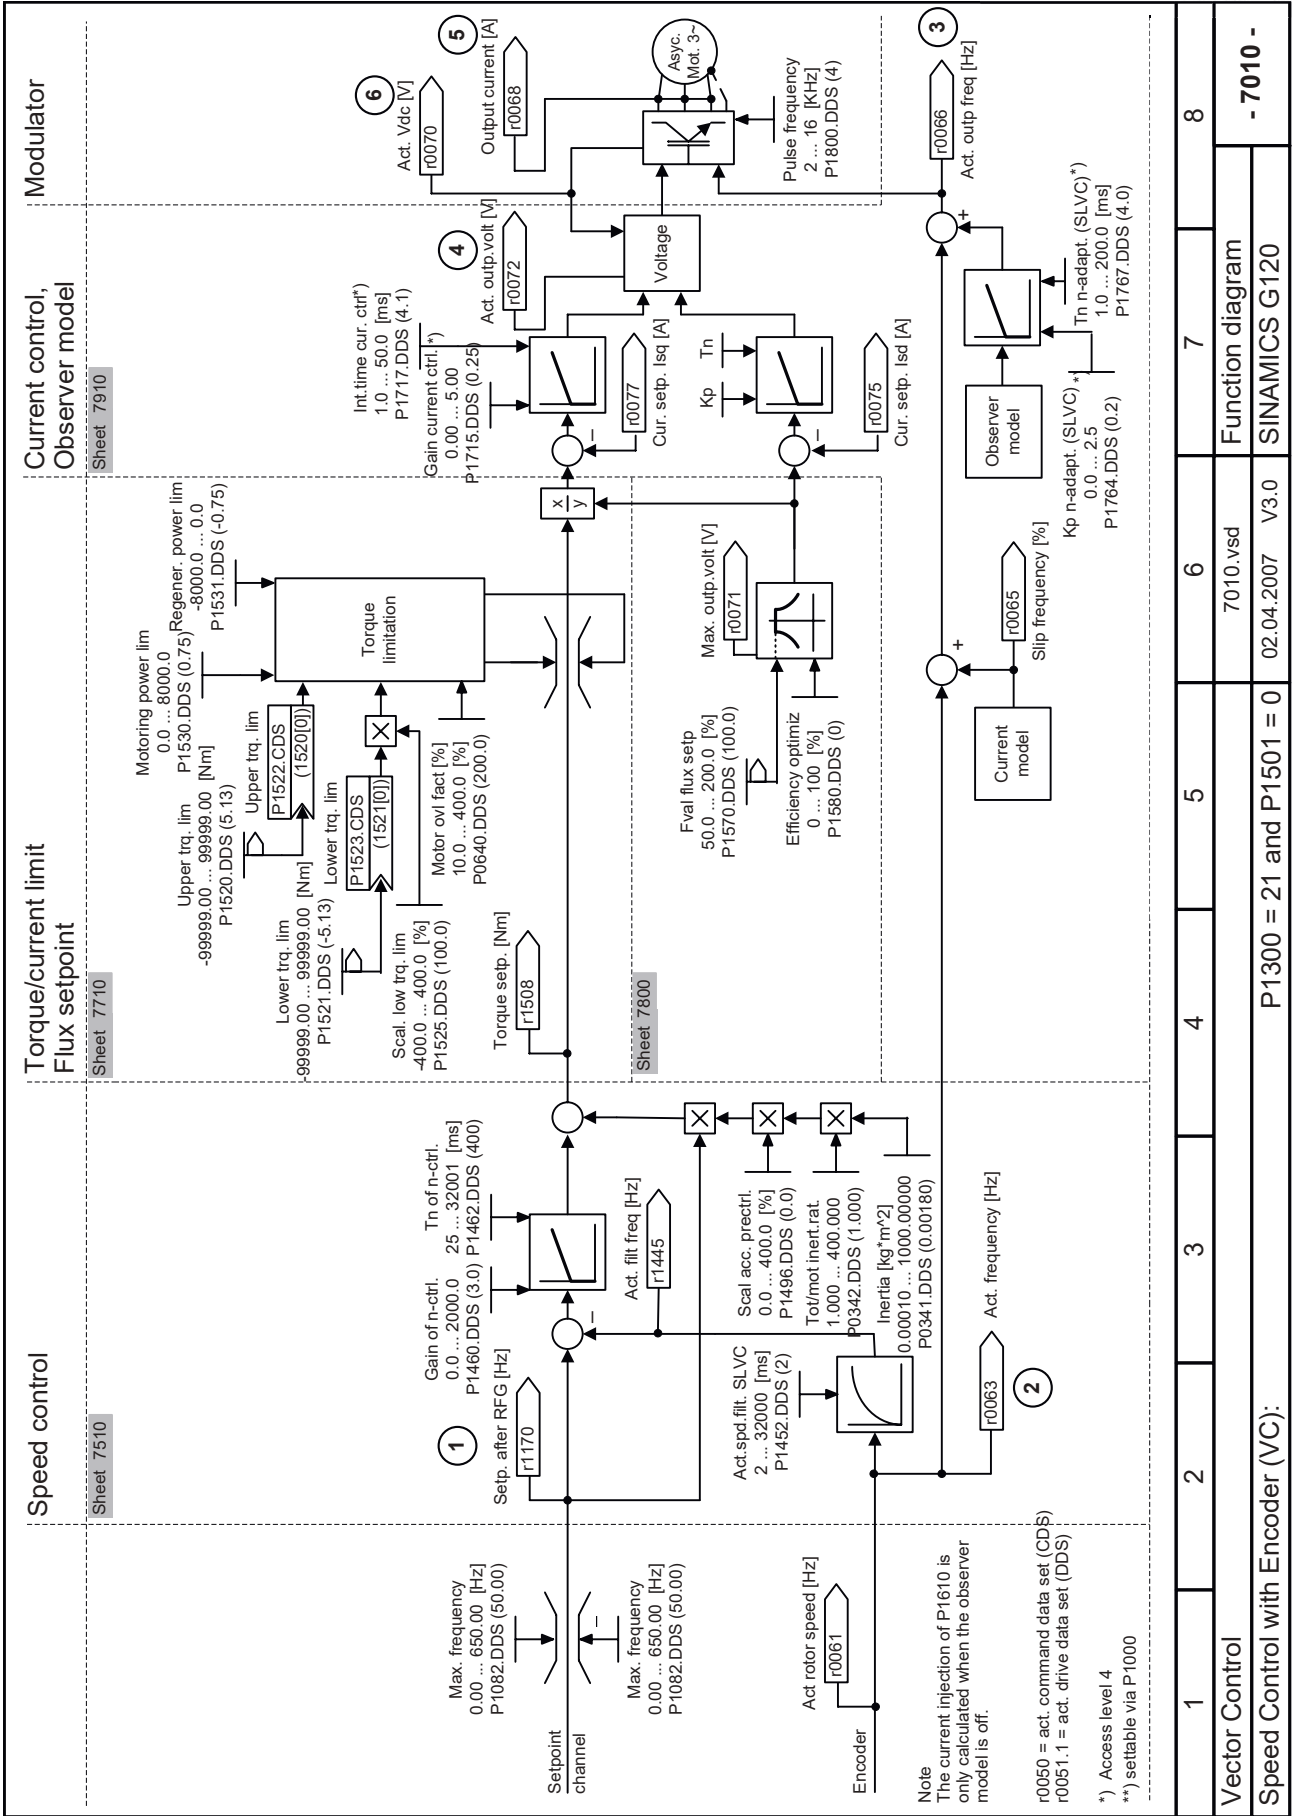 Speed control
Torque/current limit
Flux setpoint
Current control,
Observer model
Modulator
Sheet 7510
Sheet 7710
Sheet 7910
Sheet 7800
Setpoint
channel
Max. frequency
0.00 ... 650.00 [Hz]
P1082.DDS (50.00)
Max. frequency
0.00 ... 650.00 [Hz]
P1082.DDS (50.00)
–
Encoder
Act rotor speed [Hz]
r0061
1
Setp. after RFG [Hz]
r1170
Gain of n-ctrl.
0.0 ... 2000.0
P1460.DDS (3.0)
Tn of n-ctrl.
25 ... 32001 [ms]
P1462.DDS (400)
–
Act. filt freq [Hz]
r1445
Act.spd.filt. SLVC
2 ... 32000 [ms]
P1452.DDS (2)
Scal acc. prectrl.
0.0 ... 400.0 [%]
P1496.DDS (0.0)
Tot/mot inert.rat.
1.000 ... 400.000
P0342.DDS (1.000)
Inertia [kg*m^2]
0.00010 ... 1000.00000
P0341.DDS (0.00180)
Act. frequency [Hz]
r0063
2
Torque setp. [Nm]
r1508
Upper trq. lim
-99999.00 ... 99999.00 [Nm]
P1520.DDS (5.13)
Lower trq. lim
-99999.00 ... 99999.00 [Nm]
P1521.DDS (-5.13)
Scal. low trq. lim
-400.0 ... 400.0 [%]
P1525.DDS (100.0)
Upper trq. lim
P1522.CDS
(1520[0])
Lower trq. lim
P1523.CDS
(1521[0])
Motor ovl fact [%]
10.0 ... 400.0 [%]
P0640.DDS (200.0)
Motoring power lim
0.0 ... 8000.0
P1530.DDS (0.75)
Regener. power lim
-8000.0 ... 0.0
P1531.DDS (-0.75)
Torque
limitation
Fval flux setp
50.0 ... 200.0 [%]
P1570.DDS (100.0)
Efficiency optimiz
0 ... 100 [%]
P1580.DDS (0)
Max. outp.volt [V]
r0071
x
y
Int.time cur. ctrl*)
1.0 ... 50.0 [ms]
P1717.DDS (4.1)
Gain current ctrl. *)
0.00 ... 5.00
P1715.DDS (0.25)
–
r0077
Cur. setp. Isq [A]
Kp
Tn
–
r0075
Cur. setp. Isd [A]
4
Act. outp.volt [V]
r0072
Voltage
6
Act. Vdc [V]
r0070
5
Output current [A]
r0068
Asyc.
Mot. 3~
Pulse frequency
2 ... 16 [KHz]
P1800.DDS (4)
3
r0066
Act. outp freq [Hz]
+
Current
model
+
r0065
Slip frequency [%]
Observer
model
Kp n-adapt. (SLVC) *)
0.0 ... 2.5
P1764.DDS (0.2)
Tn n-adapt. (SLVC)*)
1.0 ... 200.0 [ms]
P1767.DDS (4.0)
Note
The current injection of P1610 is
only calculated when the observer
model is off.
r0050 = act. command data set (CDS)
r0051.1 = act. drive data set (DDS)
*) Access level 4
**) settable via P1000
1 2 3 4 5 6 7 8
Vector Control
7010.vsd
Function diagram
- 7010 -
Speed Control with Encoder (VC):
P1300 = 21 and P1501 = 0
02.04.2007 V3.0
SINAMICS G120